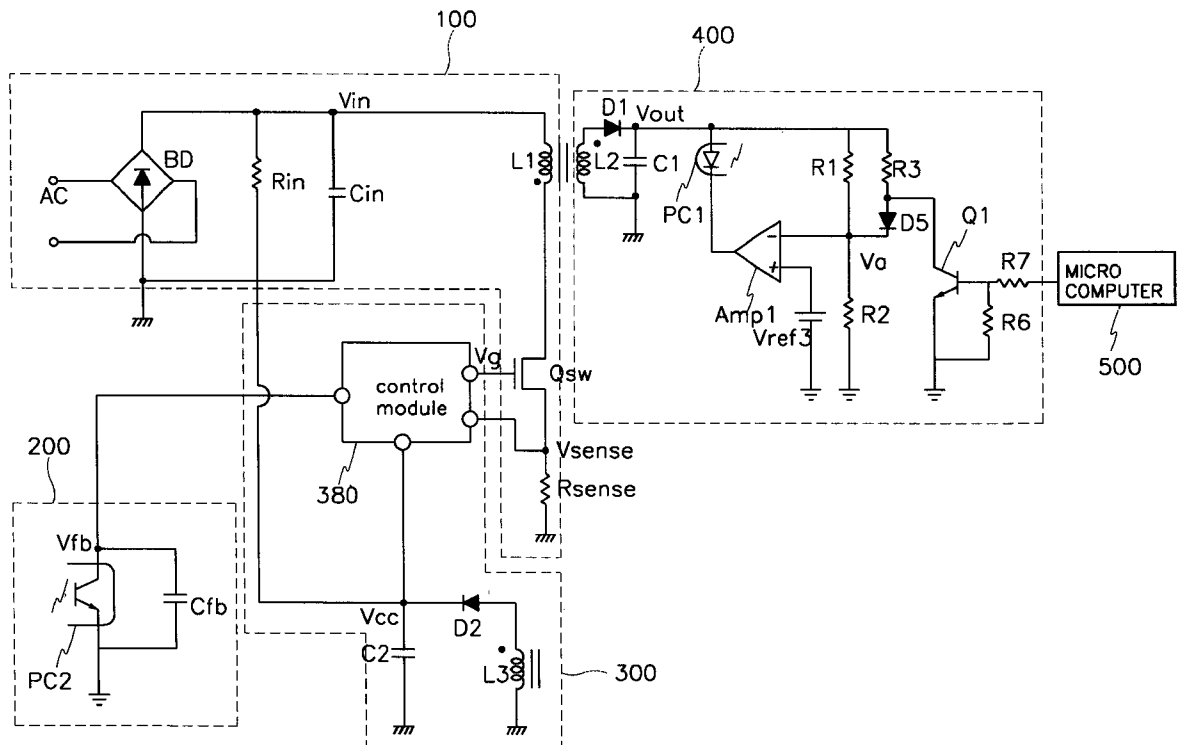 100
400
Vin
D1
Vout
BD
L1
L2
C1
R1
R3
AC
Rin
Cin
PC1
D5
Q1
Va
R7
MICRO
COMPUTER
Amp1
Vref3
R2
R6
500
Vg
Qsw
control
module
Vsense
200
380
Rsense
Vfb
Cfb
Vcc
D2
C2
L3
300
PC2